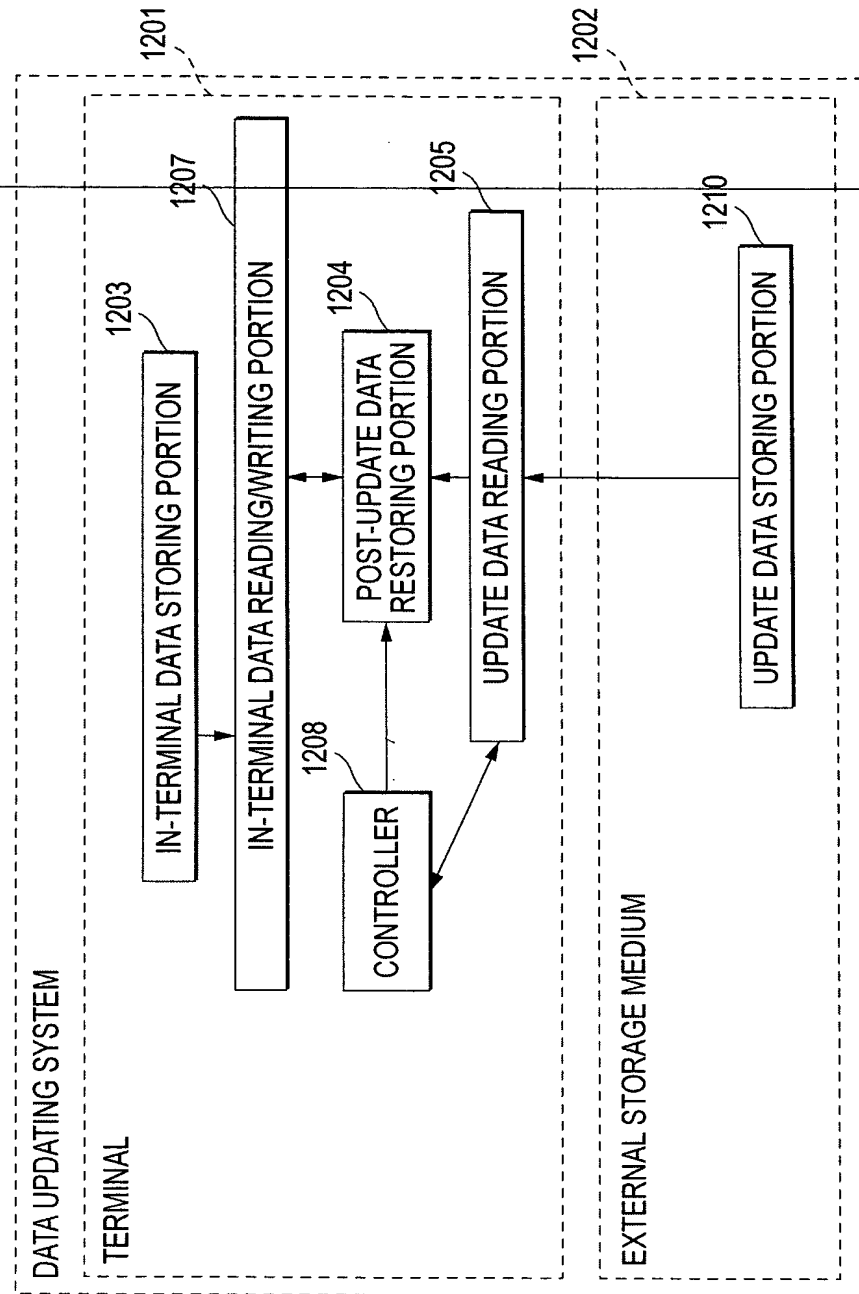 DATA UPDATING SYSTEM
1201
TERMINAL
1203
IN-TERMINAL DATA STORING PORTION
1207
IN-TERMINAL DATA READING/WRITING PORTION
1208
CONTROLLER
1204
POST-UPDATE DATA
RESTORING PORTION
1205
UPDATE DATA READING PORTION
1202
EXTERNAL STORAGE MEDIUM
1210
UPDATE DATA STORING PORTION